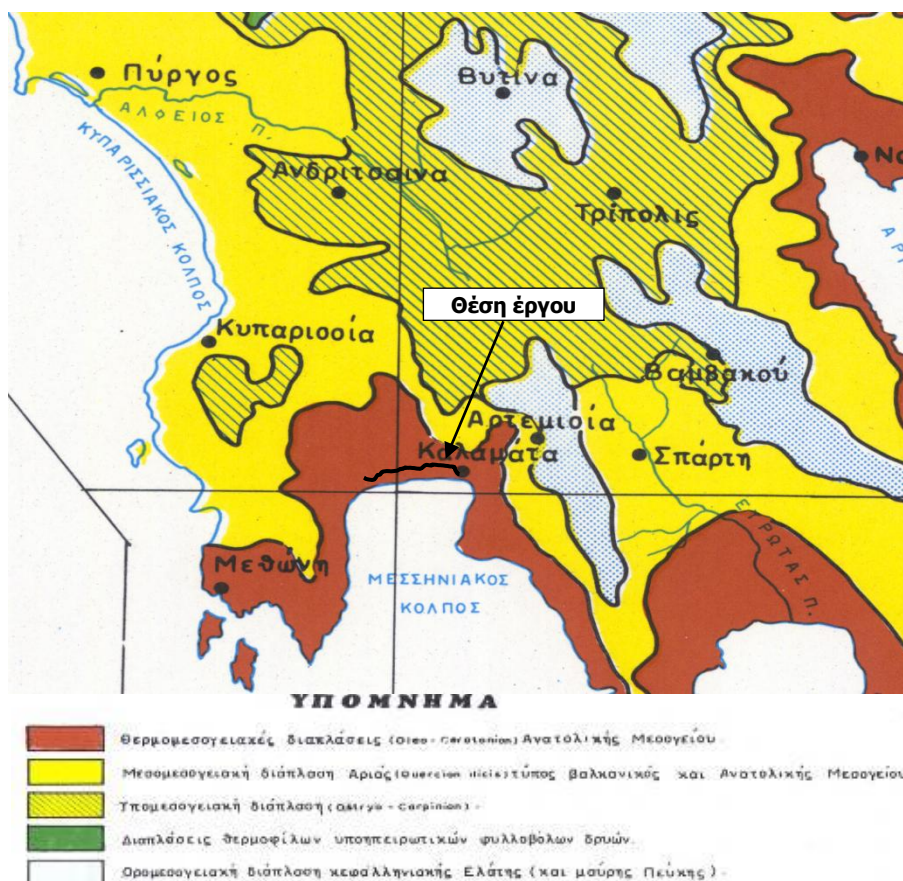 Πύργος
Βυτίνα
ΑΛΦΕΙΟΣ Π.
ΚΥΠΑΡΙΣΣΙΑΚΟΣ ΚΟΛΠΟΣ
Ανδρίτσαινα
Να
Τρίπολις
ΑΡΓ
Θέση έργου
Κυπαρισσία
Βαμβακού
Αρτεμισία
Καλαμάτα
Σπάρτη
ΕΥΡΩΤΑΣ Π.
Μεθώνη
ΜΕΣΣΗΝΙΑΚΟΣ
ΚΟΛΠΟΣ
ΥΠΟΜΝΗΜΑ
Θερμομεσογειακές διαπλάσεις (Oleo - Ceratonion) Ανατολικής Μεσογείου
Μεσομεσογειακή διάπλαση Αριάς (Quercion ilicis) τύπος βαλκανικός και Ανατολικής Μεσογείου
Υπομεσογειακή διάπλαση (Ostryo - Carpinion).
Διαπλάσεις θερμοφίλων υποηπειρωτικών φυλλοβόλων δρυών.
Ορομεσογειακή διάπλαση κεφαλληνιακής Ελάτης (και μαύρης Πεύκης).